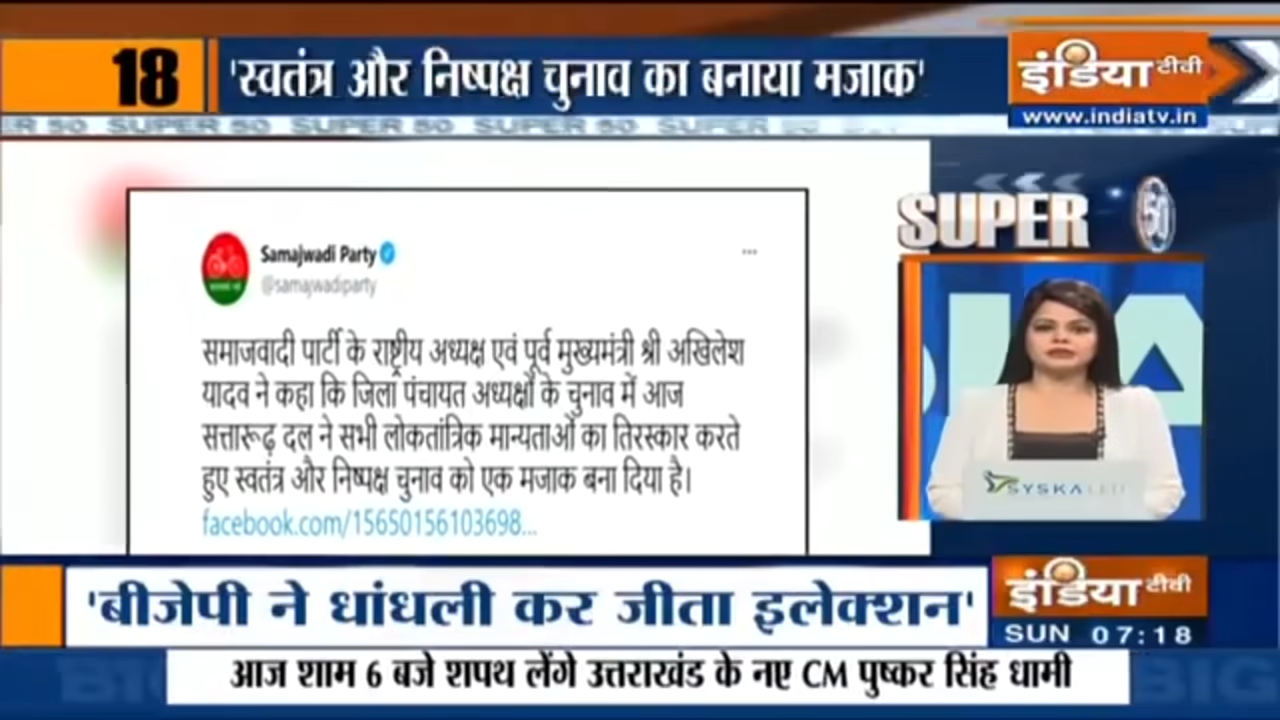 18
'स्वतंत्र और निष्पक्ष चुनाव का बनाया मजाक'
इंडिया टीवी
www.indiatv.in
SUPER 50 SUPER 50 SUPER 50 SUPER
SUPER 50
Samajwadi Party
@samajwadiparty
समाजवादी पार्टी के राष्ट्रीय अध्यक्ष एवं पूर्व मुख्यमंत्री श्री अखिलेश
यादव ने कहा कि जिला पंचायत अध्यक्षों के चुनाव में आज
सत्तारूढ़ दल ने सभी लोकतांत्रिक मान्यताओं का तिरस्कार करते
हुए स्वतंत्र और निष्पक्ष चुनाव को एक मजाक बना दिया है।
facebook.com/15650156103698...
SYSKA LED
'बीजेपी ने धांधली कर जीता इलेक्शन'
इंडिया टीवी
SUN 07:18
आज शाम 6 बजे शपथ लेंगे उत्तराखंड के नए CM पुष्कर सिंह धामी
BIG